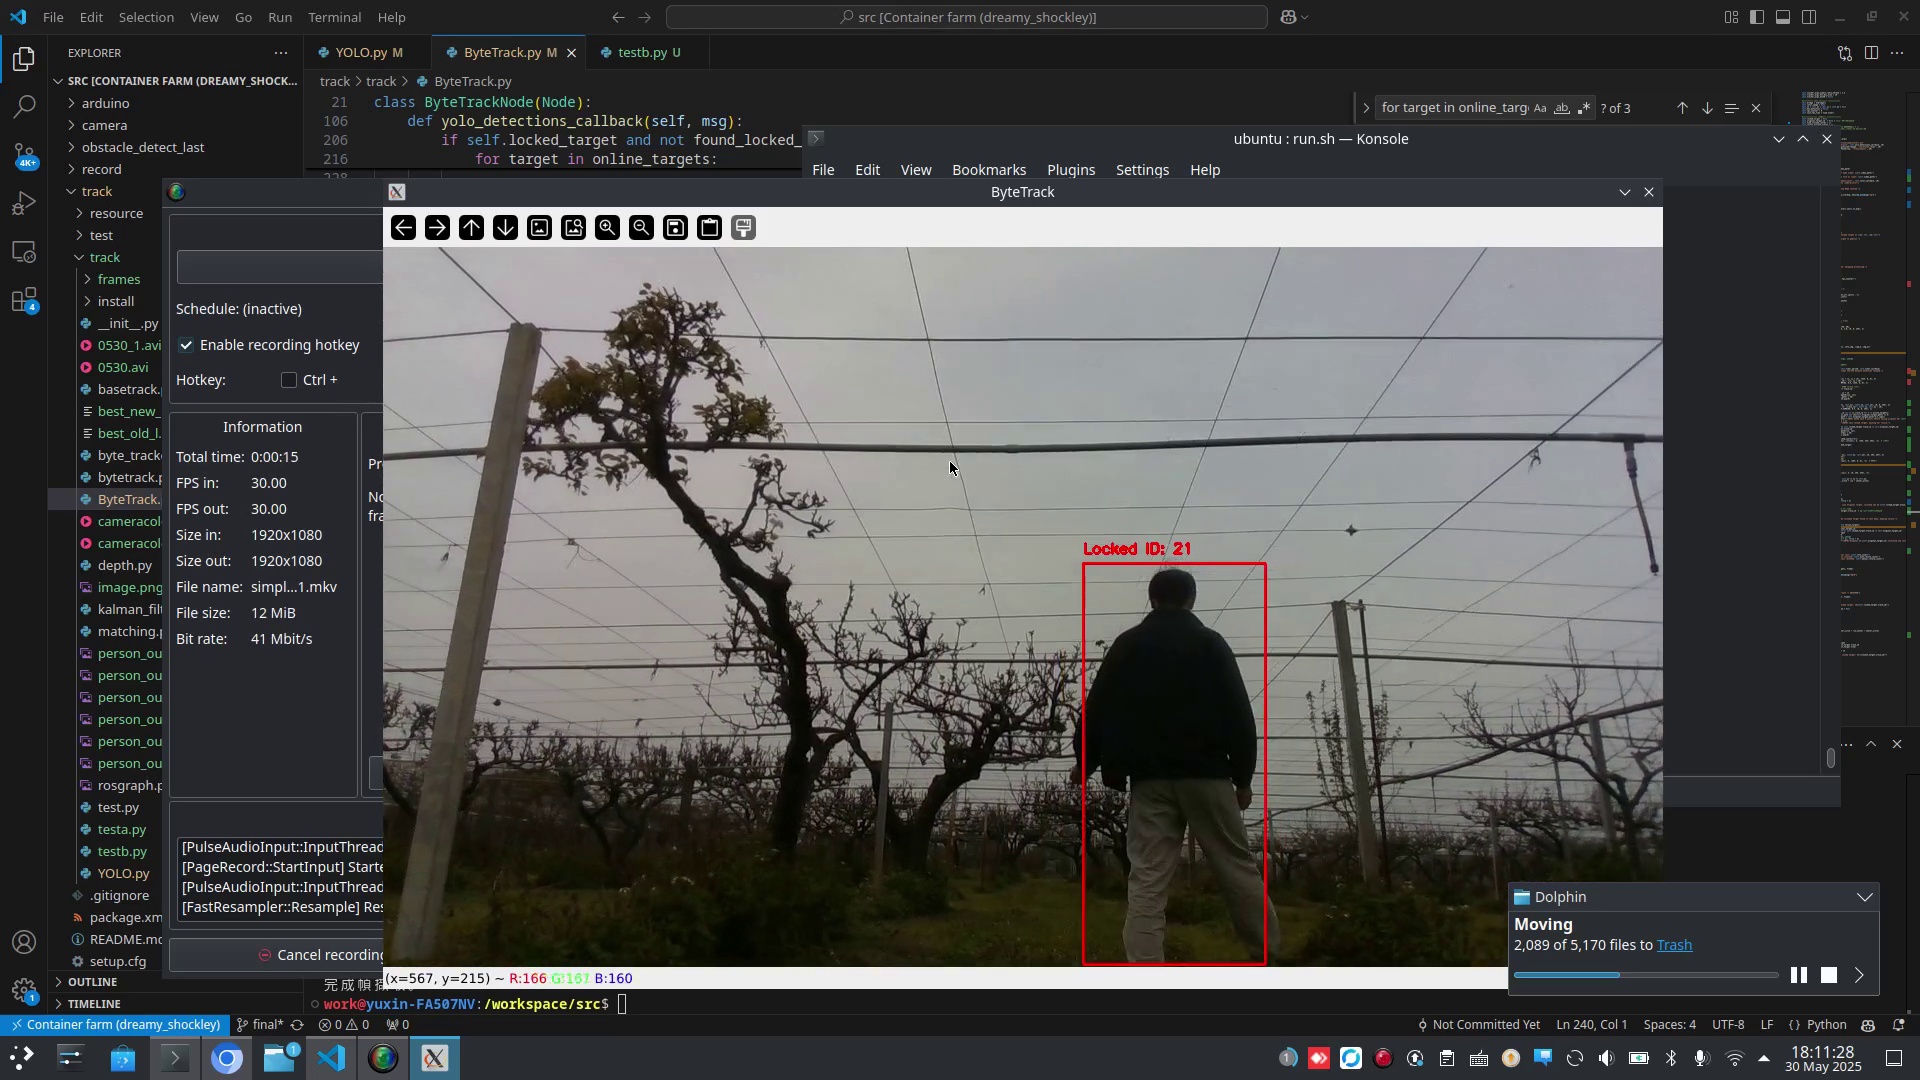 File Edit Selection View Go Run Terminal Help
src [Container farm (dreamy_shockley)]
EXPLORER
SRC [CONTAINER FARM (DREAMY_SHOCK...
arduino
camera
obstacle_detect_last
record
track
resource
test
track
frames
install
__init__.py
0530_1.avi
0530.avi
basetrack.
best_new_
best_old_l.
byte_track
bytetrack.p
ByteTrack.
cameracol
cameracol
depth.py
image.png
kalman_filt
matching.p
person_ou
person_ou
person_ou
person_ou
person_ou
person_ou
rosgraph.p
test.py
testa.py
testb.py
YOLO.py
.gitignore
package.xm
README.md
setup.cfg
OUTLINE
TIMELINE
4K+
4
1
YOLO.py M
ByteTrack.py M
testb.py U
track > track > ByteTrack.py
21 class ByteTrackNode(Node):
106 def yolo_detections_callback(self, msg):
206 if self.locked_target and not found_locked_
216 for target in online_targets:
for target in online_targ
Aa ab
? of 3
ubuntu : run.sh — Konsole
File Edit View Bookmarks Plugins Settings Help
Schedule: (inactive)
Enable recording hotkey
Hotkey: Ctrl +
Information
Total time: 0:00:15
FPS in: 30.00
FPS out: 30.00
Size in: 1920x1080
Size out: 1920x1080
File name: simpl...1.mkv
File size: 12 MiB
Bit rate: 41 Mbit/s
Pr
No
fra
[PulseAudioInput::InputThread
[PageRecord::StartInput] Starte
[PulseAudioInput::InputThread
[FastResampler::Resample] Res
Cancel recording
ByteTrack
Locked ID: 21
(x=567, y=215) ~ R:166 G:167 B:160
work@yuxin-FA507NV:/workspace/src$
Dolphin
Moving
2,089 of 5,170 files to Trash
Container farm (dreamy_shockley)
final*
0 0
0
Not Committed Yet
Ln 240, Col 1
Spaces: 4
UTF-8
LF
{} Python
1
1
18:11:28
30 May 2025